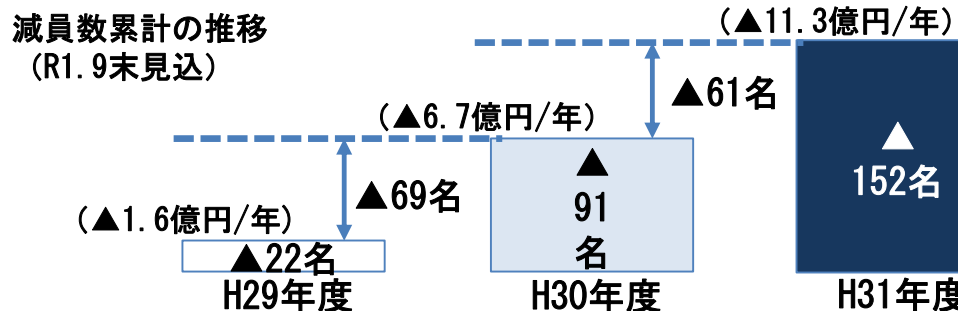 減員数累計の推移
（R1.9末見込）
（▲11.3億円/年）
▲61名
（▲6.7億円/年）
▲
152名
▲
91
名
▲69名
（▲1.6億円/年）
▲22名
H29年度
H30年度
H31年度